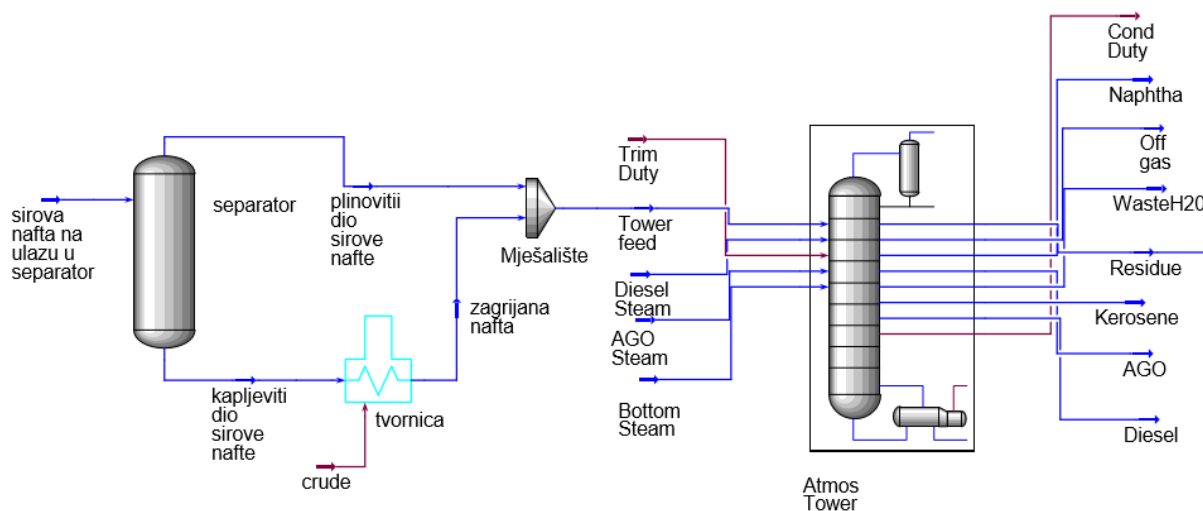 sirova
nafta na
ulazu u
separator
separator
plinovitii
dio
sirove
nafte
kapljeviti
dio
sirove
nafte
crude
tvornica
zagrijana
nafta
Mješalište
Trim
Duty
Tower
feed
Diesel
Steam
AGO
Steam
Bottom
Steam
Atmos
Tower
Cond
Duty
Naphtha
Off
gas
WasteH20
Residue
Kerosene
AGO
Diesel